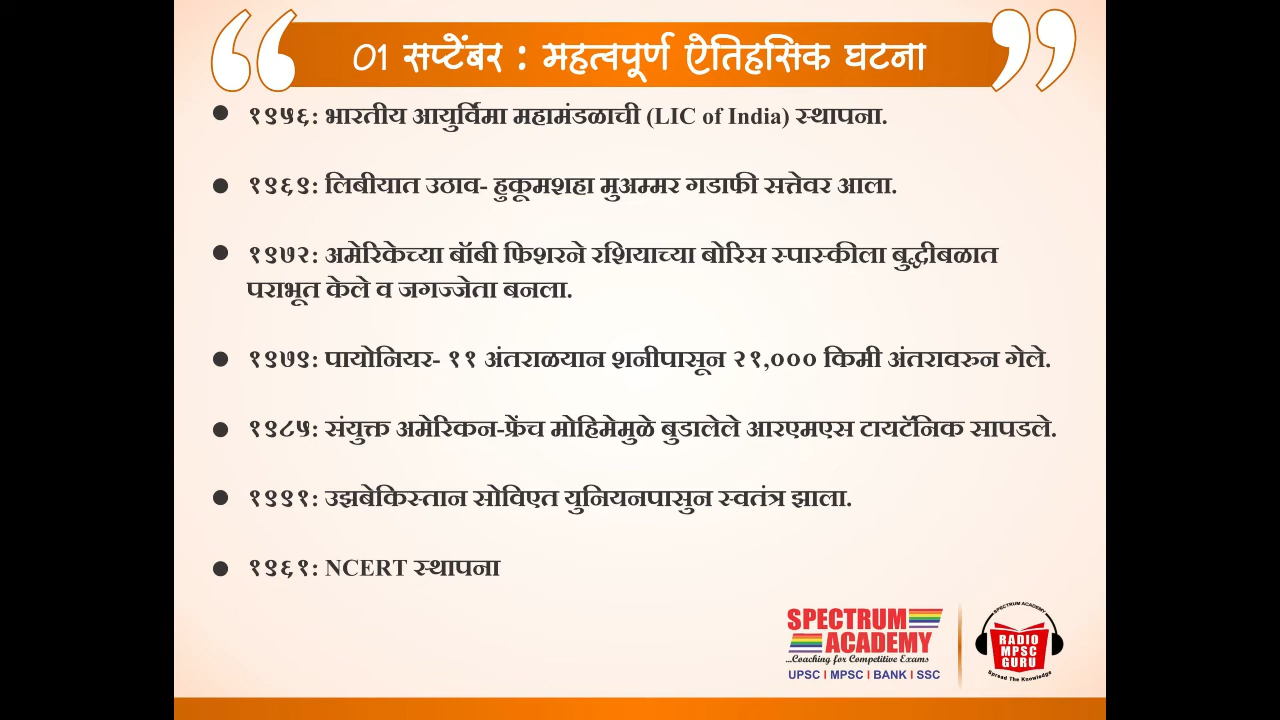 01 सप्टेंबर : महत्वपूर्ण ऐतिहसिक घटना
१९५६: भारतीय आयुर्विमा महामंडळाची (LIC of India) स्थापना.
१९६९: लिबीयात उठाव- हुकूमशहा मुअम्मर गडाफी सत्तेवर आला.
१९७२: अमेरिकेच्या बॉबी फिशरने रशियाच्या बोरिस स्पास्कीला बुद्धीबळात
पराभूत केले व जगज्जेता बनला.
१९७९: पायोनियर- ११ अंतराळयान शनीपासून २१,००० किमी अंतरावरुन गेले.
१९८५: संयुक्त अमेरिकन-फ्रेंच मोहिमेमुळे बुडालेले आरएमएस टायटॅनिक सापडले.
१९९१: उझबेकिस्तान सोविएत युनियनपासुन स्वतंत्र झाला.
१९६१: NCERT स्थापना
SPECTRUM
ACADEMY
...Coaching for Competitive Exams
UPSC I MPSC I BANK I SSC
SPECTRUM ACADEMY
RADIO
MPSC
GURU
Spread The Knowledge